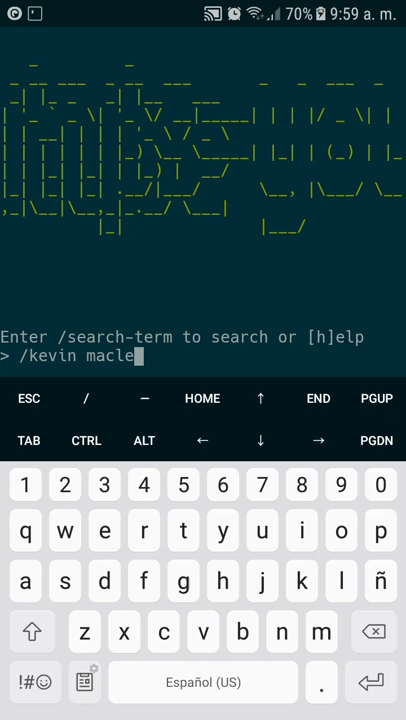 70% 9:59 a. m.
Enter /search-term to search or [h]elp
> /kevin macle
ESC / — HOME ↑ END PGUP
TAB CTRL ALT ← ↓ → PGDN
1 2 3 4 5 6 7 8 9 0
q w e r t y u i o p
a s d f g h j k l ñ
z x c v b n m
!#☺ Español (US) .